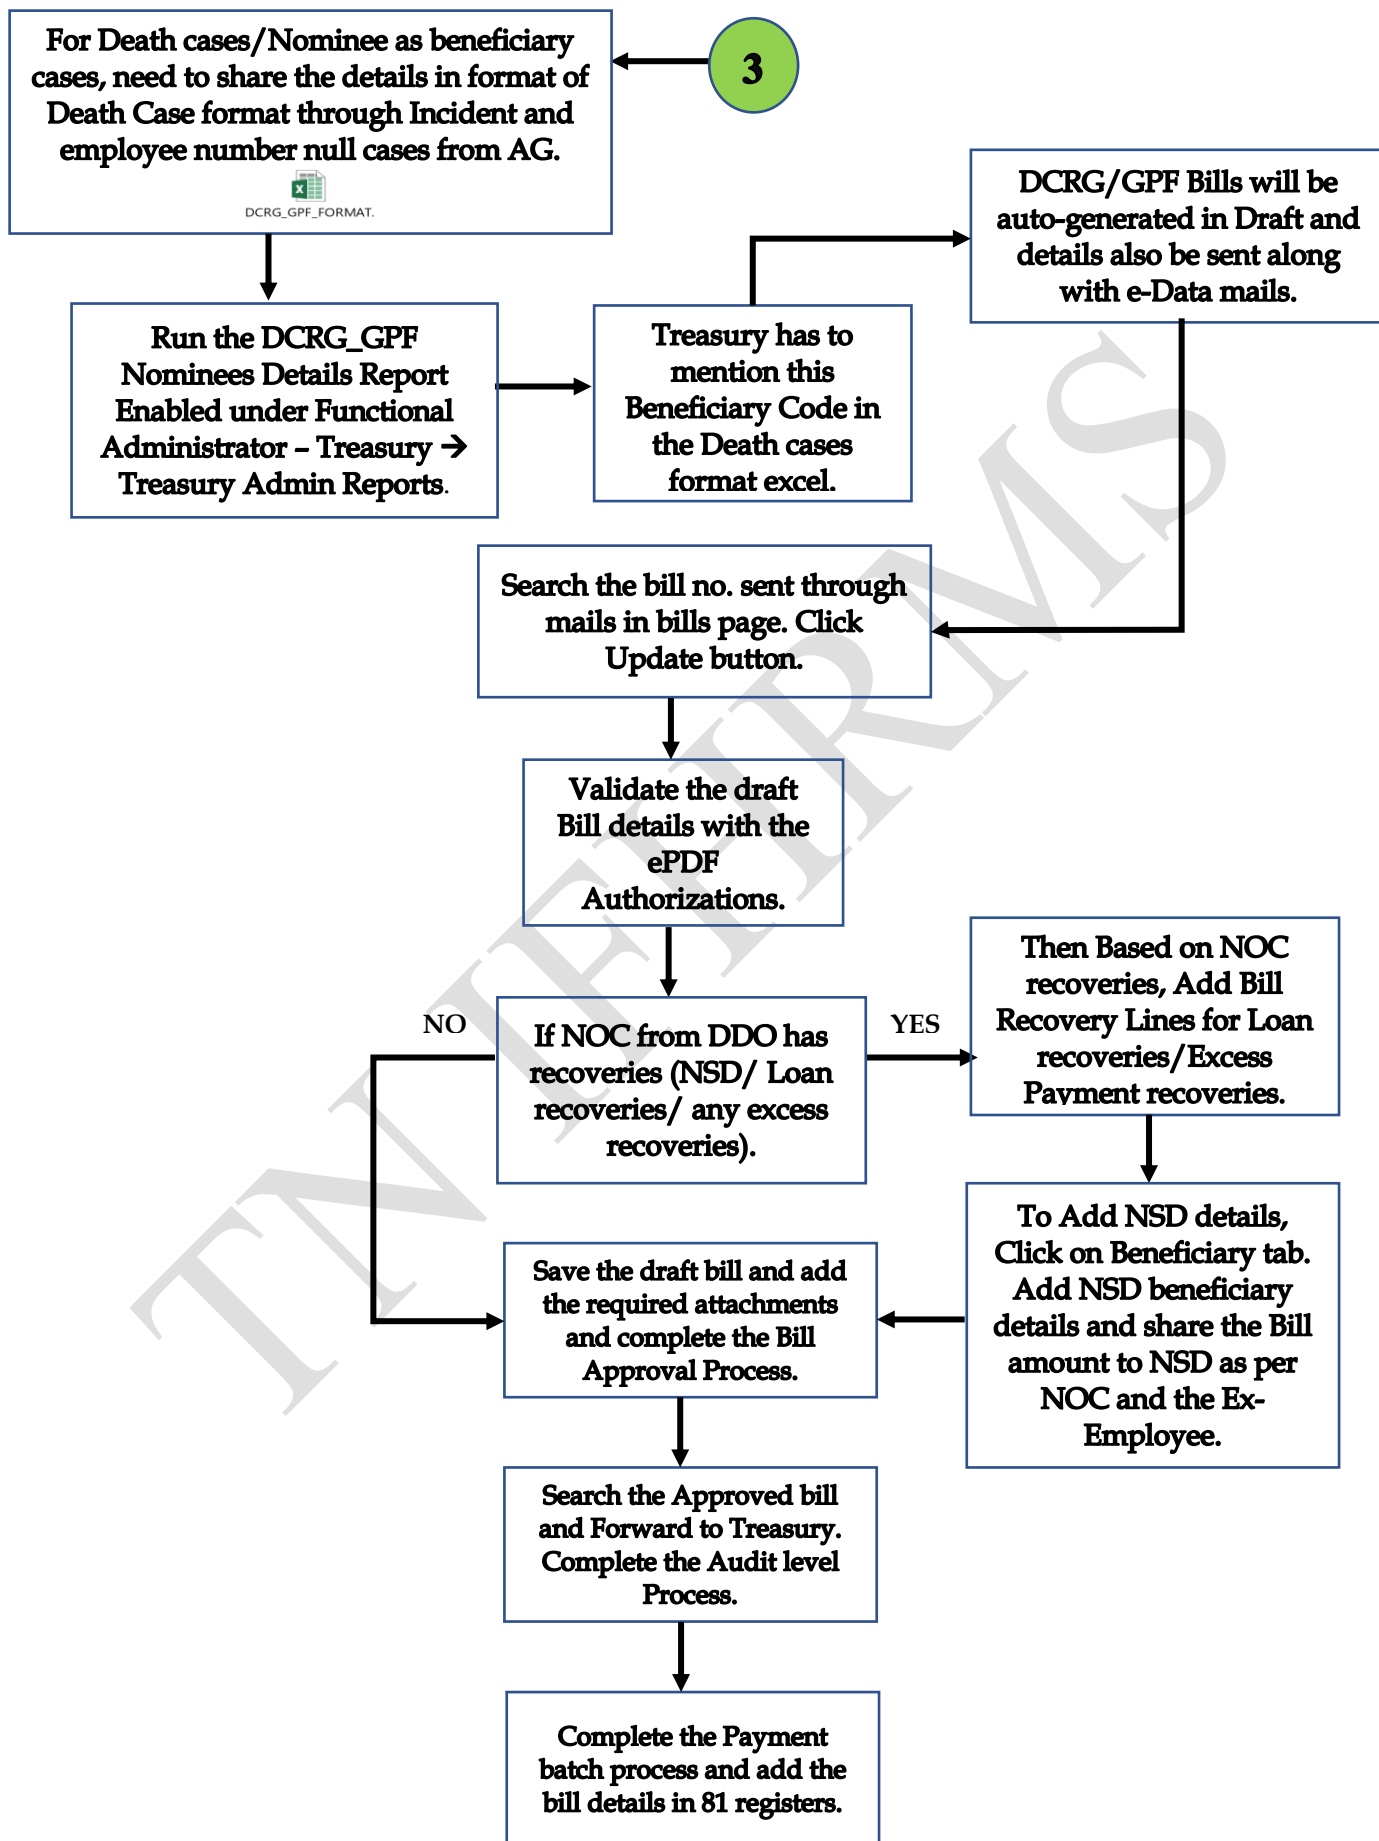 For Death cases/Nominee as beneficiary
cases, need to share the details in format of
Death Case format through Incident and
employee number null cases from AG.
DCRG_GPF_FORMAT.
3
DCRG/GPF Bills will be
auto-generated in Draft and
details also be sent along
with e-Data mails.
Run the DCRG_GPF
Nominees Details Report
Enabled under Functional
Administrator – Treasury →
Treasury Admin Reports.
Treasury has to
mention this
Beneficiary Code in
the Death cases
format excel.
Search the bill no. sent through
mails in bills page. Click
Update button.
Validate the draft
Bill details with the
ePDF
Authorizations.
NO
If NOC from DDO has
recoveries (NSD/ Loan
recoveries/ any excess
recoveries).
YES
Then Based on NOC
recoveries, Add Bill
Recovery Lines for Loan
recoveries/Excess
Payment recoveries.
To Add NSD details,
Click on Beneficiary tab.
Add NSD beneficiary
details and share the Bill
amount to NSD as per
NOC and the Ex-
Employee.
Save the draft bill and add
the required attachments
and complete the Bill
Approval Process.
Search the Approved bill
and Forward to Treasury.
Complete the Audit level
Process.
Complete the Payment
batch process and add the
bill details in 81 registers.
TN IFHRMS